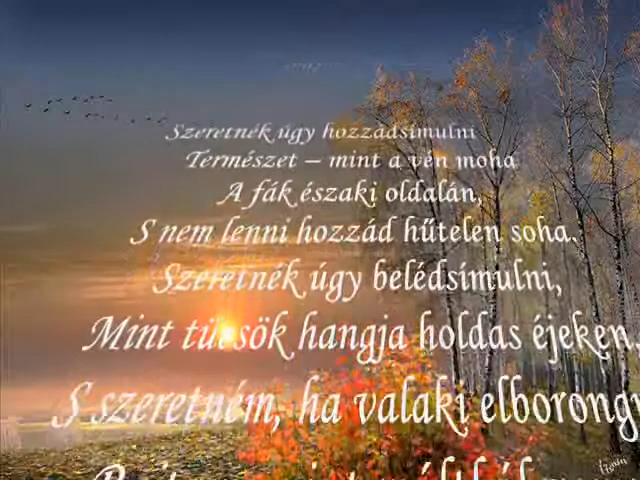 Szeretnék úgy hozzádsimulni
Természet – mint a vén moha
A fák északi oldalán,
S nem lenni hozzád hűtelen soha.
Szeretnék úgy belédsímulni,
Mint tücsök hangja holdas éjeken,
S szeretném, ha valaki elborong